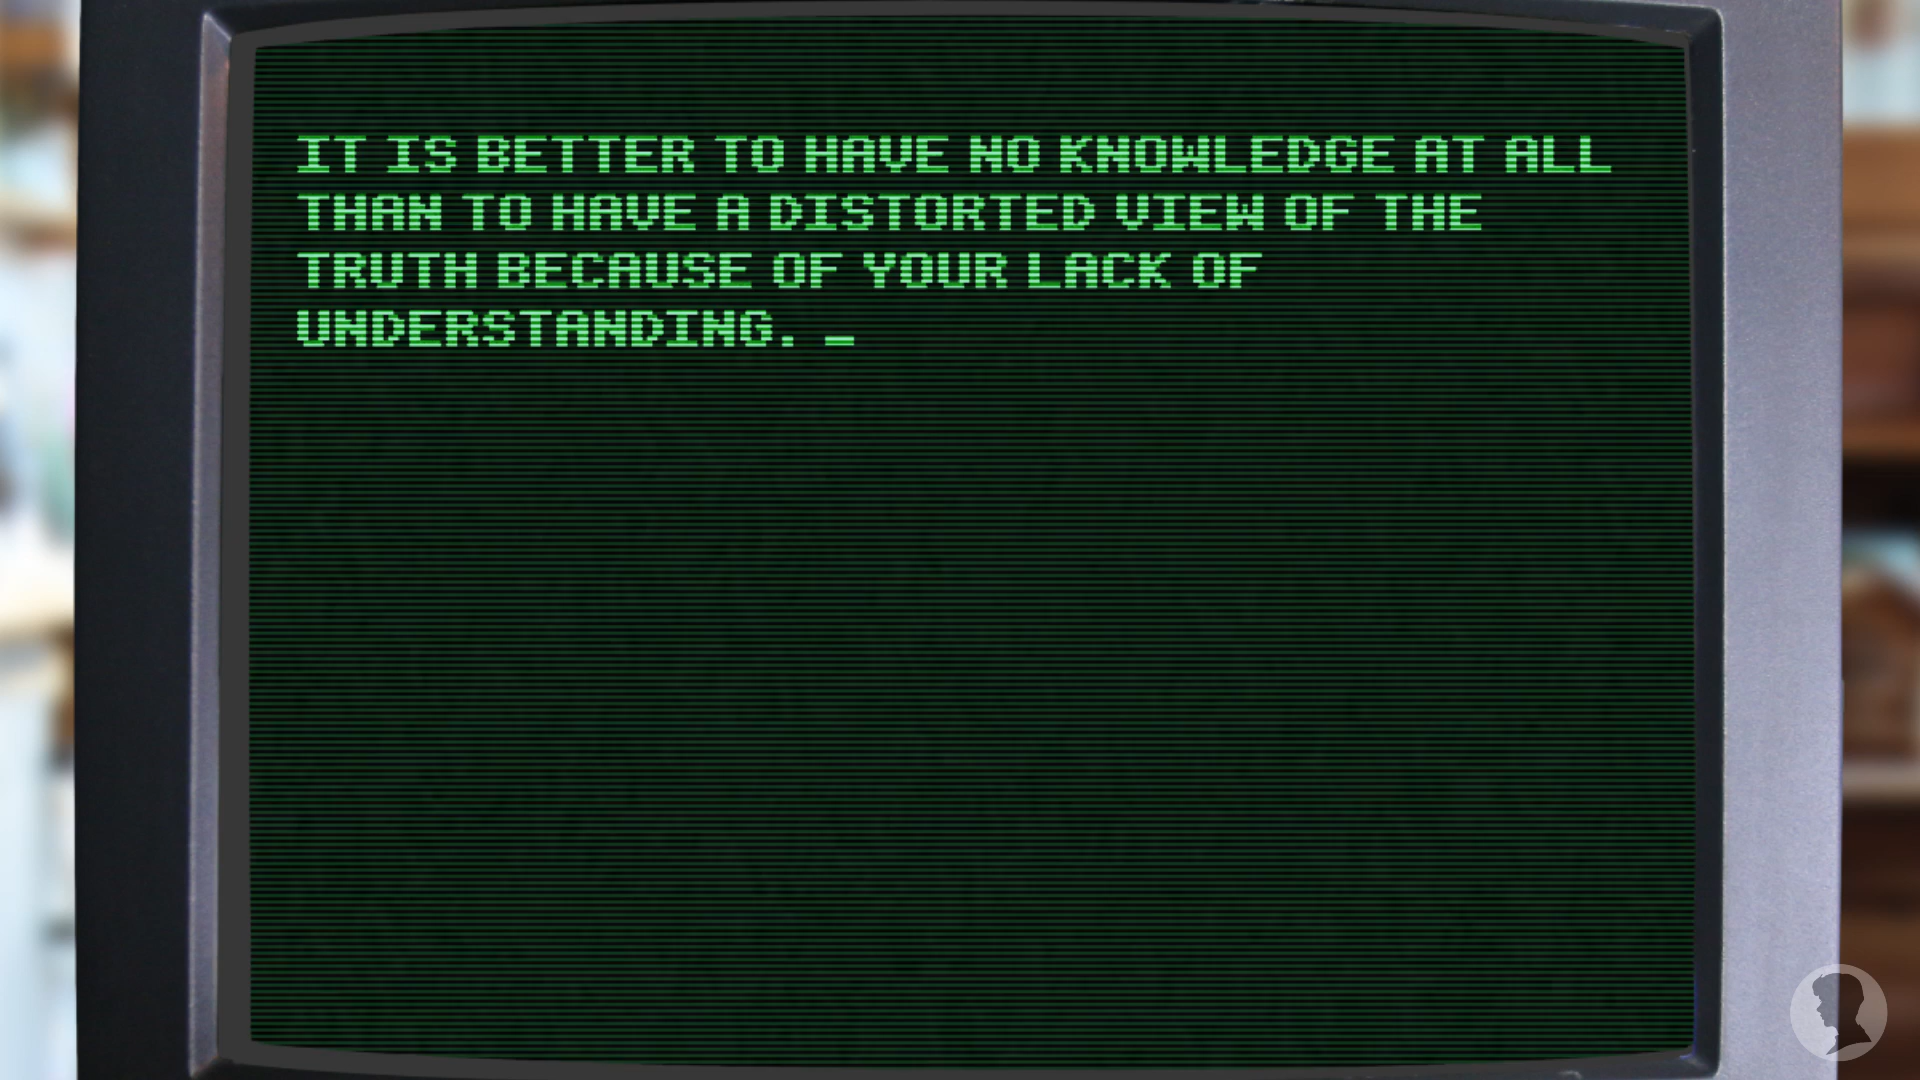 IT IS BETTER TO HAVE NO KNOWLEDGE AT ALL
THAN TO HAVE A DISTORTED VIEW OF THE
TRUTH BECAUSE OF YOUR LACK OF
UNDERSTANDING. _